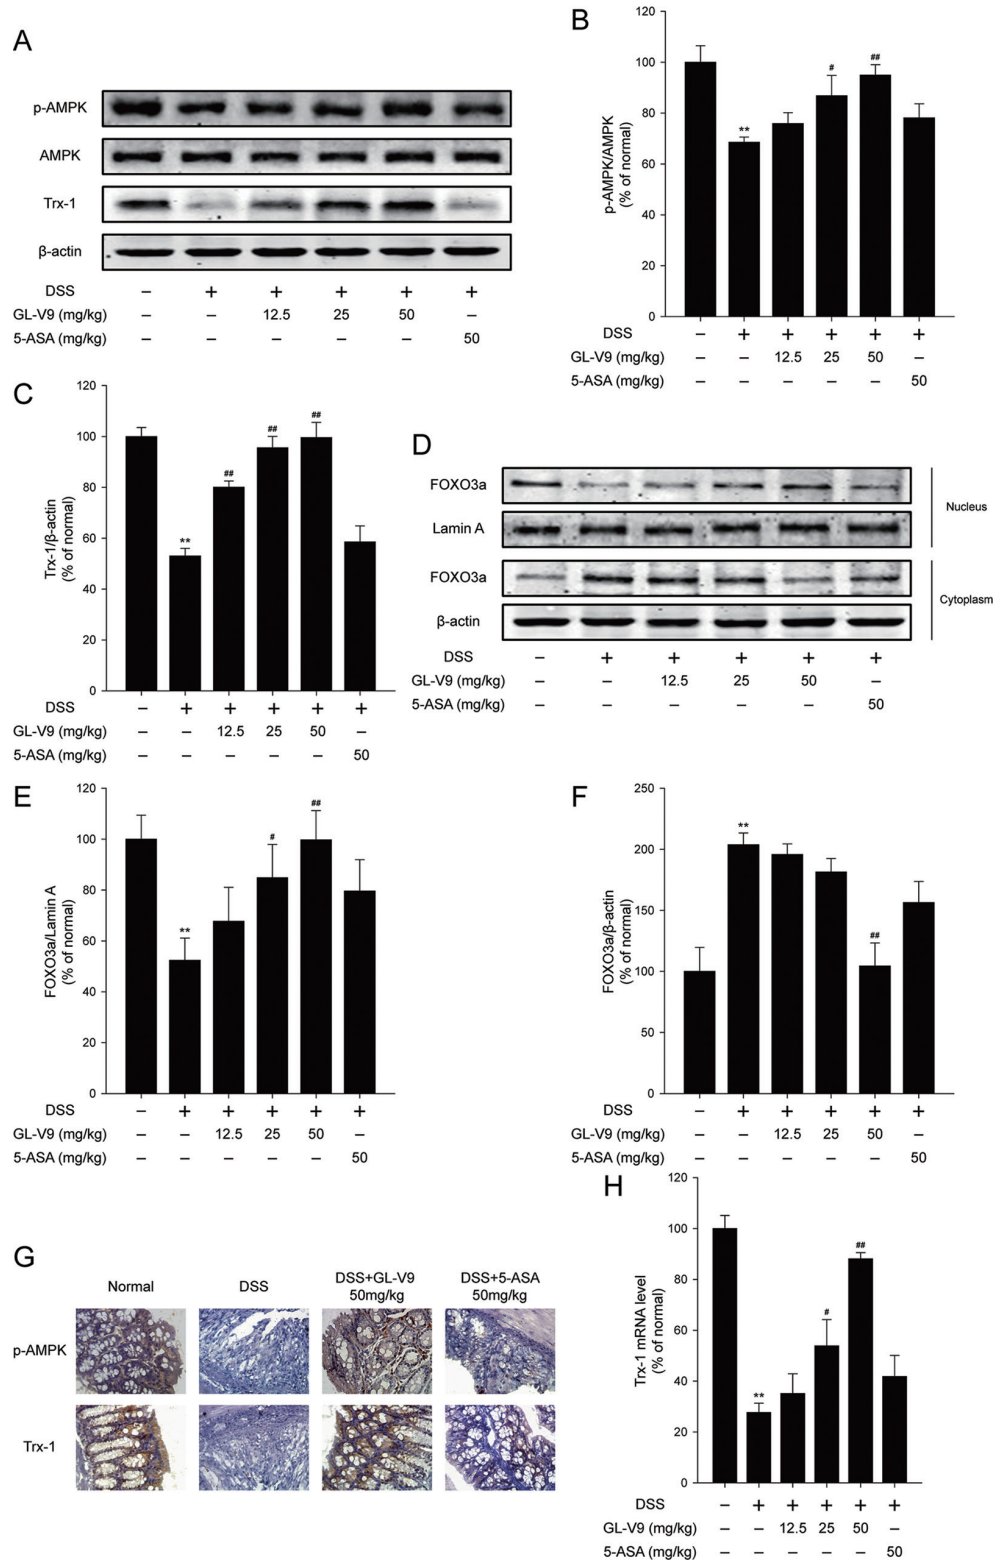 A
p-AMPK
AMPK
Trx-1
β-actin
DSS − + + + + +
GL-V9 (mg/kg) − − 12.5 25 50 −
5-ASA (mg/kg) − − − − − 50
B
p-AMPK/AMPK
(% of normal)
120
100
80
60
40
20
0
**
#
##
DSS − + + + + +
GL-V9 (mg/kg) − − 12.5 25 50 −
5-ASA (mg/kg) − − − − − 50
C
Trx-1/β-actin
(% of normal)
120
100
80
60
40
20
0
**
##
##
##
DSS − + + + + +
GL-V9 (mg/kg) − − 12.5 25 50 −
5-ASA (mg/kg) − − − − − 50
D
FOXO3a
Lamin A
Nucleus
FOXO3a
β-actin
Cytoplasm
DSS − + + + + +
GL-V9 (mg/kg) − − 12.5 25 50 −
5-ASA (mg/kg) − − − − − 50
E
FOXO3a/Lamin A
(% of normal)
120
100
80
60
40
20
0
**
#
##
DSS − + + + + +
GL-V9 (mg/kg) − − 12.5 25 50 −
5-ASA (mg/kg) − − − − − 50
F
FOXO3a/β-actin
(% of normal)
250
200
150
100
50
0
**
##
DSS − + + + + +
GL-V9 (mg/kg) − − 12.5 25 50 −
5-ASA (mg/kg) − − − − − 50
G
Normal
DSS
DSS+GL-V9
50mg/kg
DSS+5-ASA
50mg/kg
p-AMPK
Trx-1
H
Trx-1 mRNA level
(% of normal)
120
100
80
60
40
20
0
**
#
##
DSS − + + + + +
GL-V9 (mg/kg) − − 12.5 25 50 −
5-ASA (mg/kg) − − − − − 50